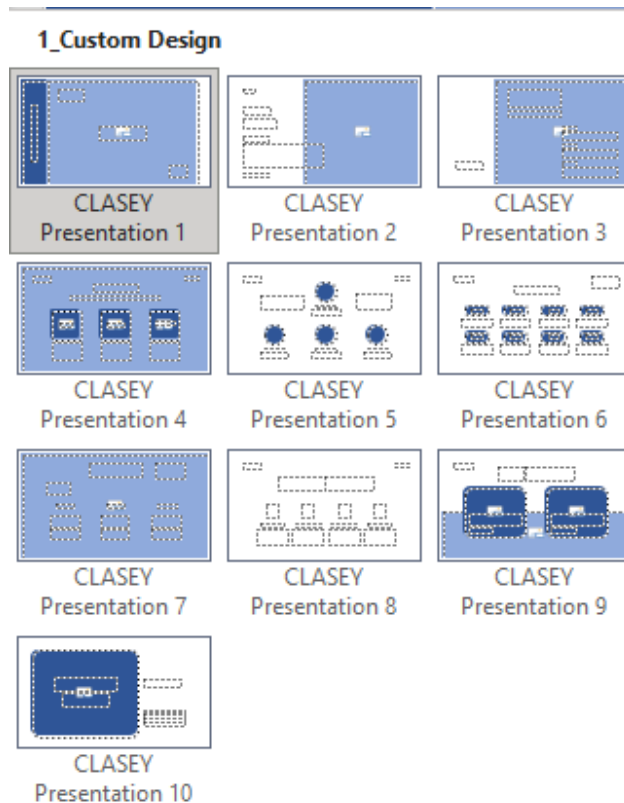 1_Custom Design
CLASEY
Presentation 1
CLASEY
Presentation 2
CLASEY
Presentation 3
CLASEY
Presentation 4
CLASEY
Presentation 5
CLASEY
Presentation 6
CLASEY
Presentation 7
CLASEY
Presentation 8
CLASEY
Presentation 9
CLASEY
Presentation 10